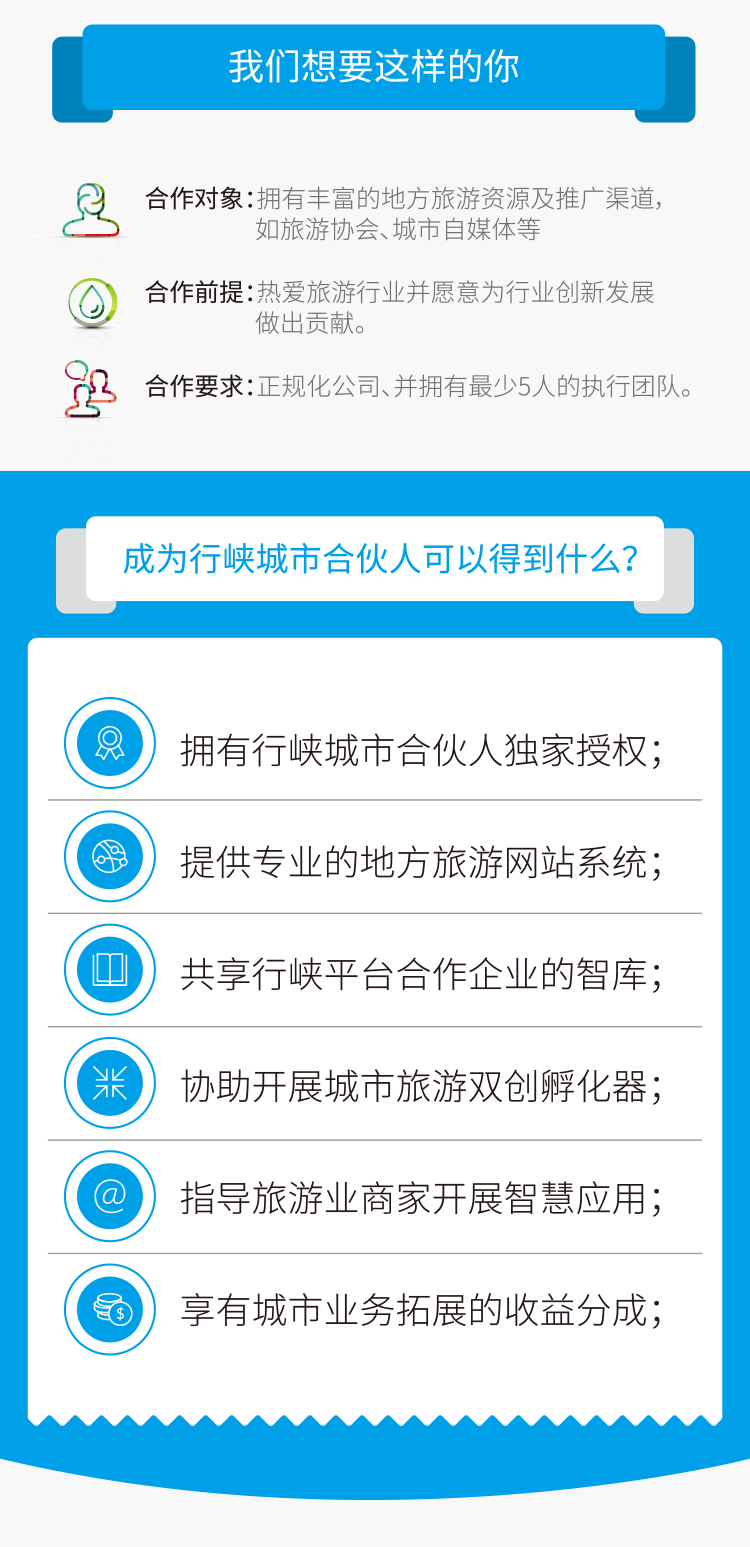 我们想要这样的你
合作对象：拥有丰富的地方旅游资源及推广渠道，
如旅游协会、城市自媒体等
合作前提：热爱旅游行业并愿意为行业创新发展
做出贡献。
合作要求：正规化公司、并拥有最少5人的执行团队。
成为行峡城市合伙人可以得到什么？
拥有行峡城市合伙人独家授权；
提供专业的地方旅游网站系统；
共享行峡平台合作企业的智库；
协助开展城市旅游双创孵化器；
@
指导旅游业商家开展智慧应用；
$
享有城市业务拓展的收益分成；